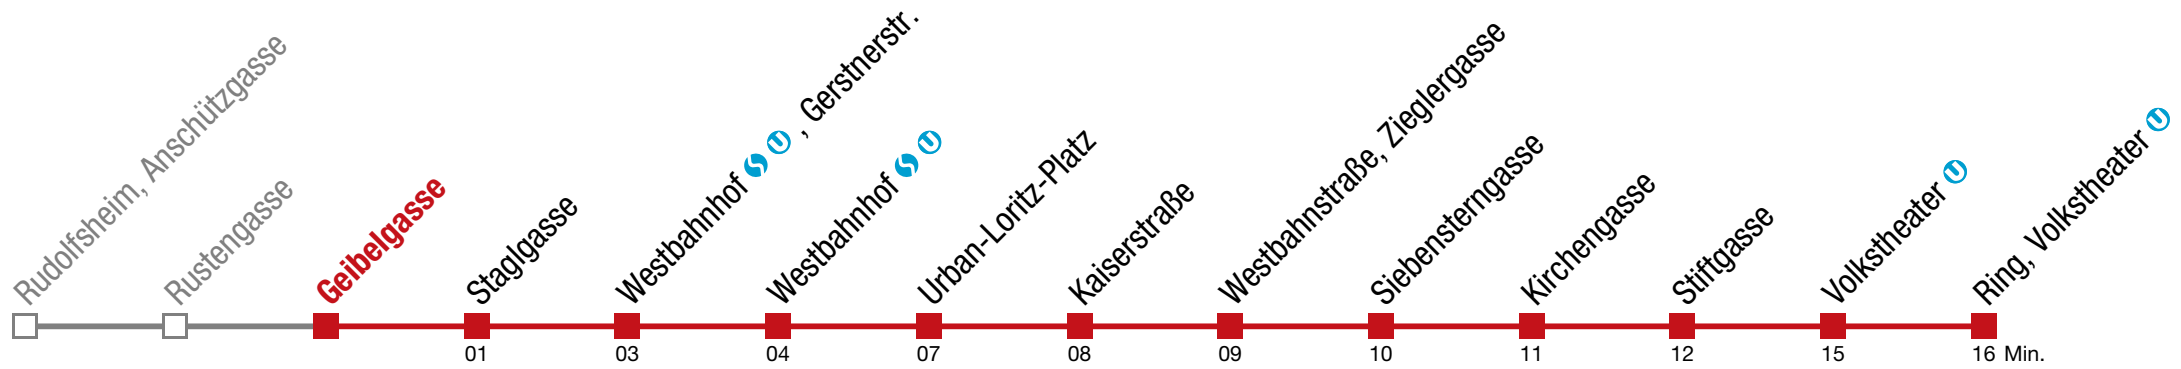 Rudolfsheim, Anschützgasse
Rustengasse
Geibelgasse
Staglgasse
Westbahnhof S U , Gerstnerstr.
Westbahnhof S U
Urban-Loritz-Platz
Kaiserstraße
Westbahnstraße, Zieglergasse
Siebensterngasse
Kirchengasse
Stiftgasse
Volkstheater U
Ring, Volkstheater U
01 03 04 07 08 09 10 11 12 15 16 Min.